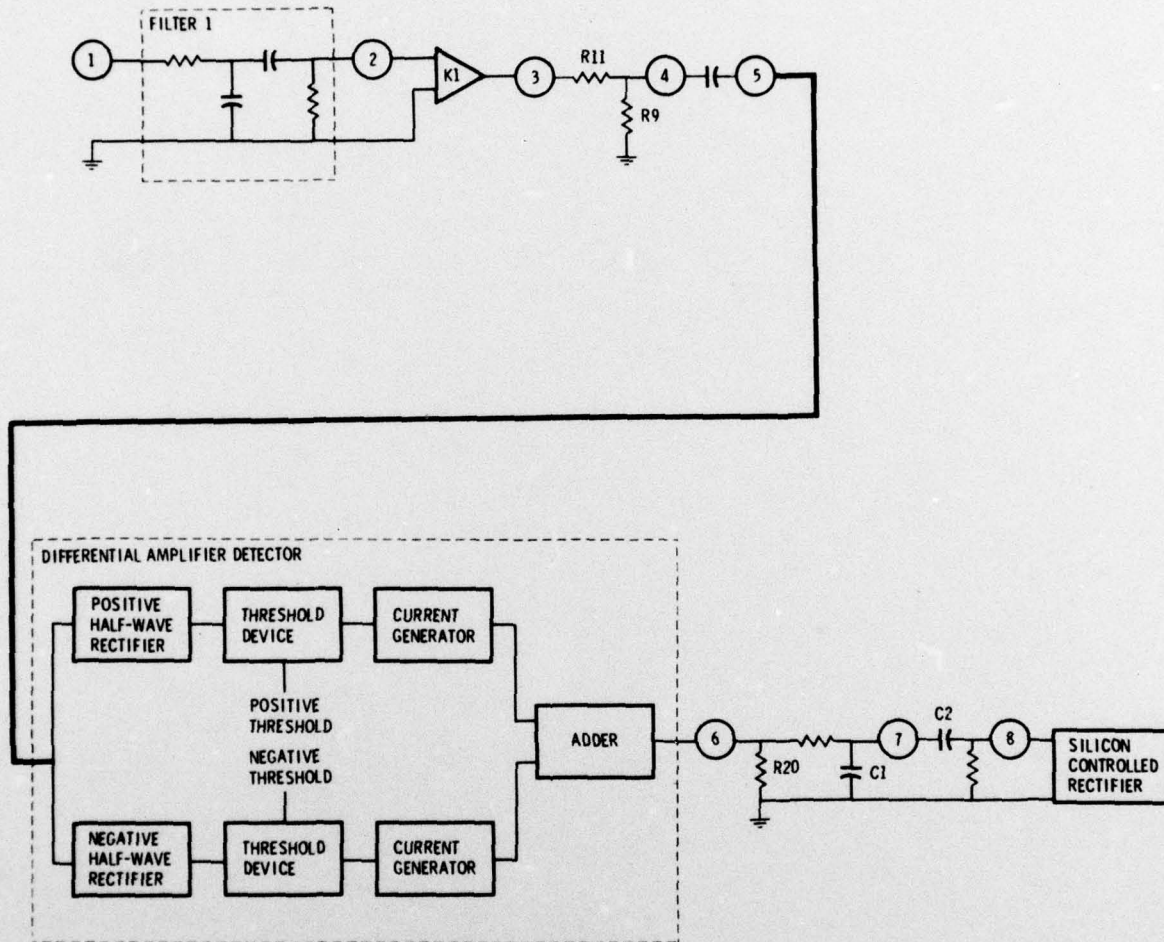 FILTER 1
1
2
K1
3
R11
4
5
R9
DIFFERENTIAL AMPLIFIER DETECTOR
POSITIVE
HALF-WAVE
RECTIFIER
THRESHOLD
DEVICE
CURRENT
GENERATOR
POSITIVE
THRESHOLD
NEGATIVE
THRESHOLD
ADDER
6
R20
C1
7
C2
8
SILICON
CONTROLLED
RECTIFIER
NEGATIVE
HALF-WAVE
RECTIFIER
THRESHOLD
DEVICE
CURRENT
GENERATOR